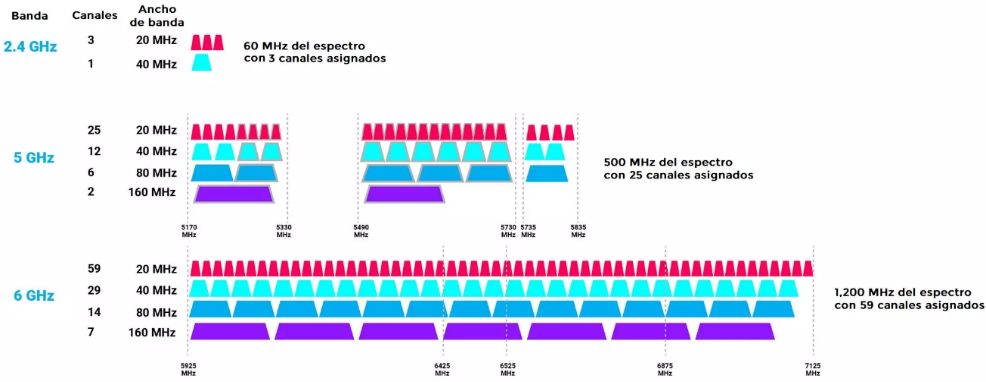 Banda Canales Ancho de banda
2.4 GHz
3 20 MHz
1 40 MHz
60 MHz del espectro
con 3 canales asignados
5 GHz
25 20 MHz
12 40 MHz
6 80 MHz
2 160 MHz
500 MHz del espectro
con 25 canales asignados
5170 MHz 5330 MHz 5490 MHz 5730 MHz 5735 MHz 5835 MHz
6 GHz
59 20 MHz
29 40 MHz
14 80 MHz
7 160 MHz
1,200 MHz del espectro
con 59 canales asignados
5925 MHz 6425 MHz 6525 MHz 6875 MHz 7125 MHz